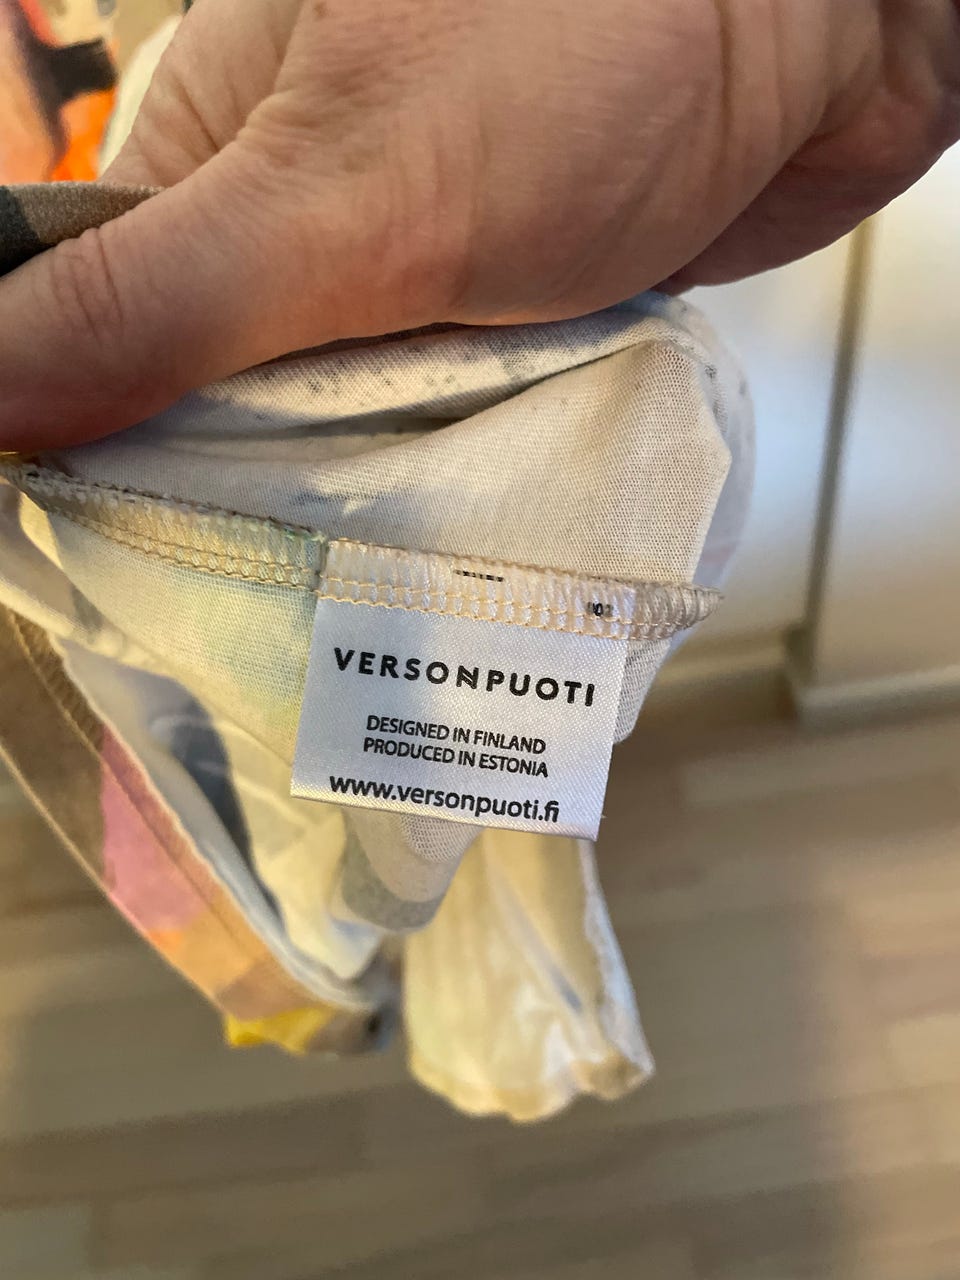 VERSONPUOTI
DESIGNED IN FINLAND
PRODUCED IN ESTONIA
www.versonpuoti.fi